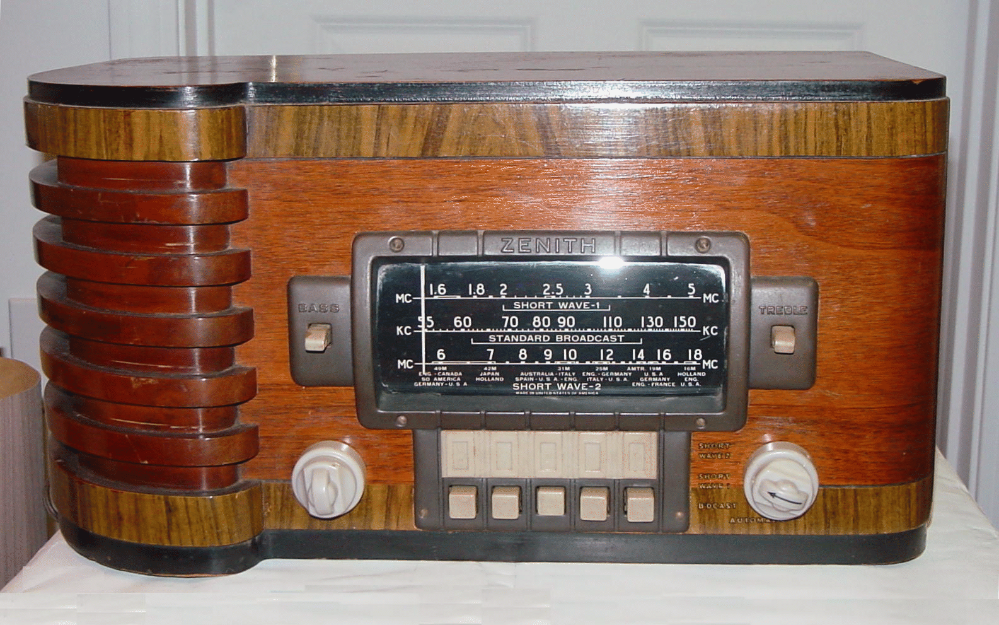 ZENITH
BASS
TREBLE
MC 1.6 1.8 2 2.5 3 4 5 MC
SHORT WAVE-1
KC 55 60 70 80 90 110 130 150 KC
STANDARD BROADCAST
MC 6 7 8 9 10 12 14 16 18 MC
49M 42M 31M 25M AMTR. 19M 16M
ENG.-CANADA JAPAN AUSTRALIA-ITALY ENG.-GERMANY U.S.A HOLLAND
SO AMERICA HOLLAND SPAIN-U.S.A.-ENG. ITALY-U.S.A. GERMANY ENG.
GERMANY-U.S A ENG.-FRANCE U.S.A.
SHORT WAVE-2
MADE IN UNITED STATES OF AMERICA
SHORT
WAVE 2
SHORT
WAVE 1
B'DCAST
AUTOMA